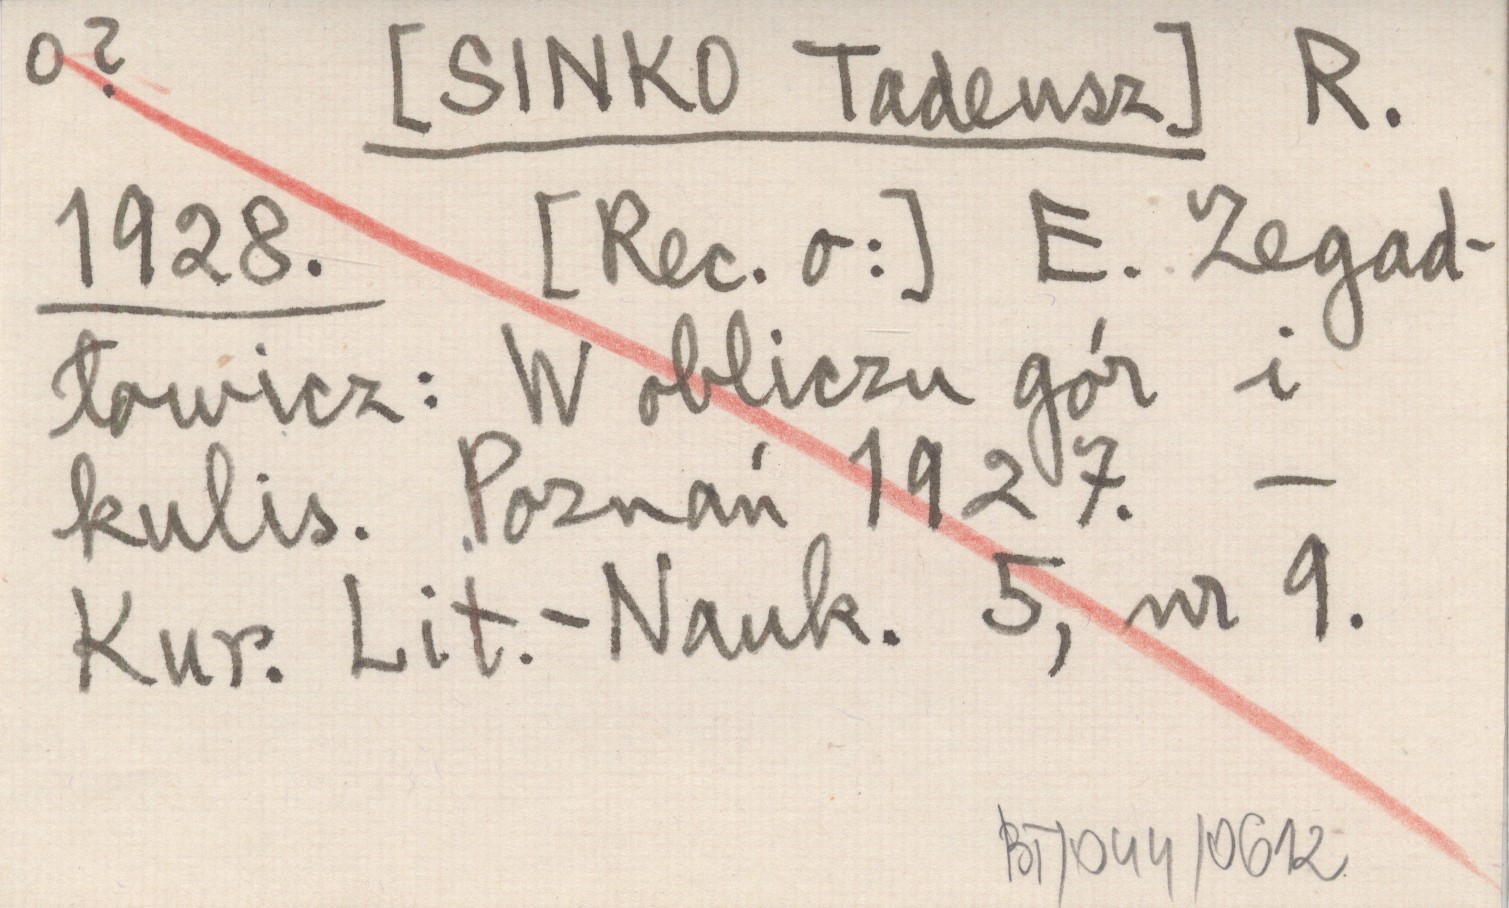 o? [SINKO Tadeusz] R.
1928. [Rec. o:] E. Zegad-
łowicz: W obliczu gór i
kulis. Poznań 1927. —
Kur. Lit.-Nauk. 5, nr 9.
BT/044/0612